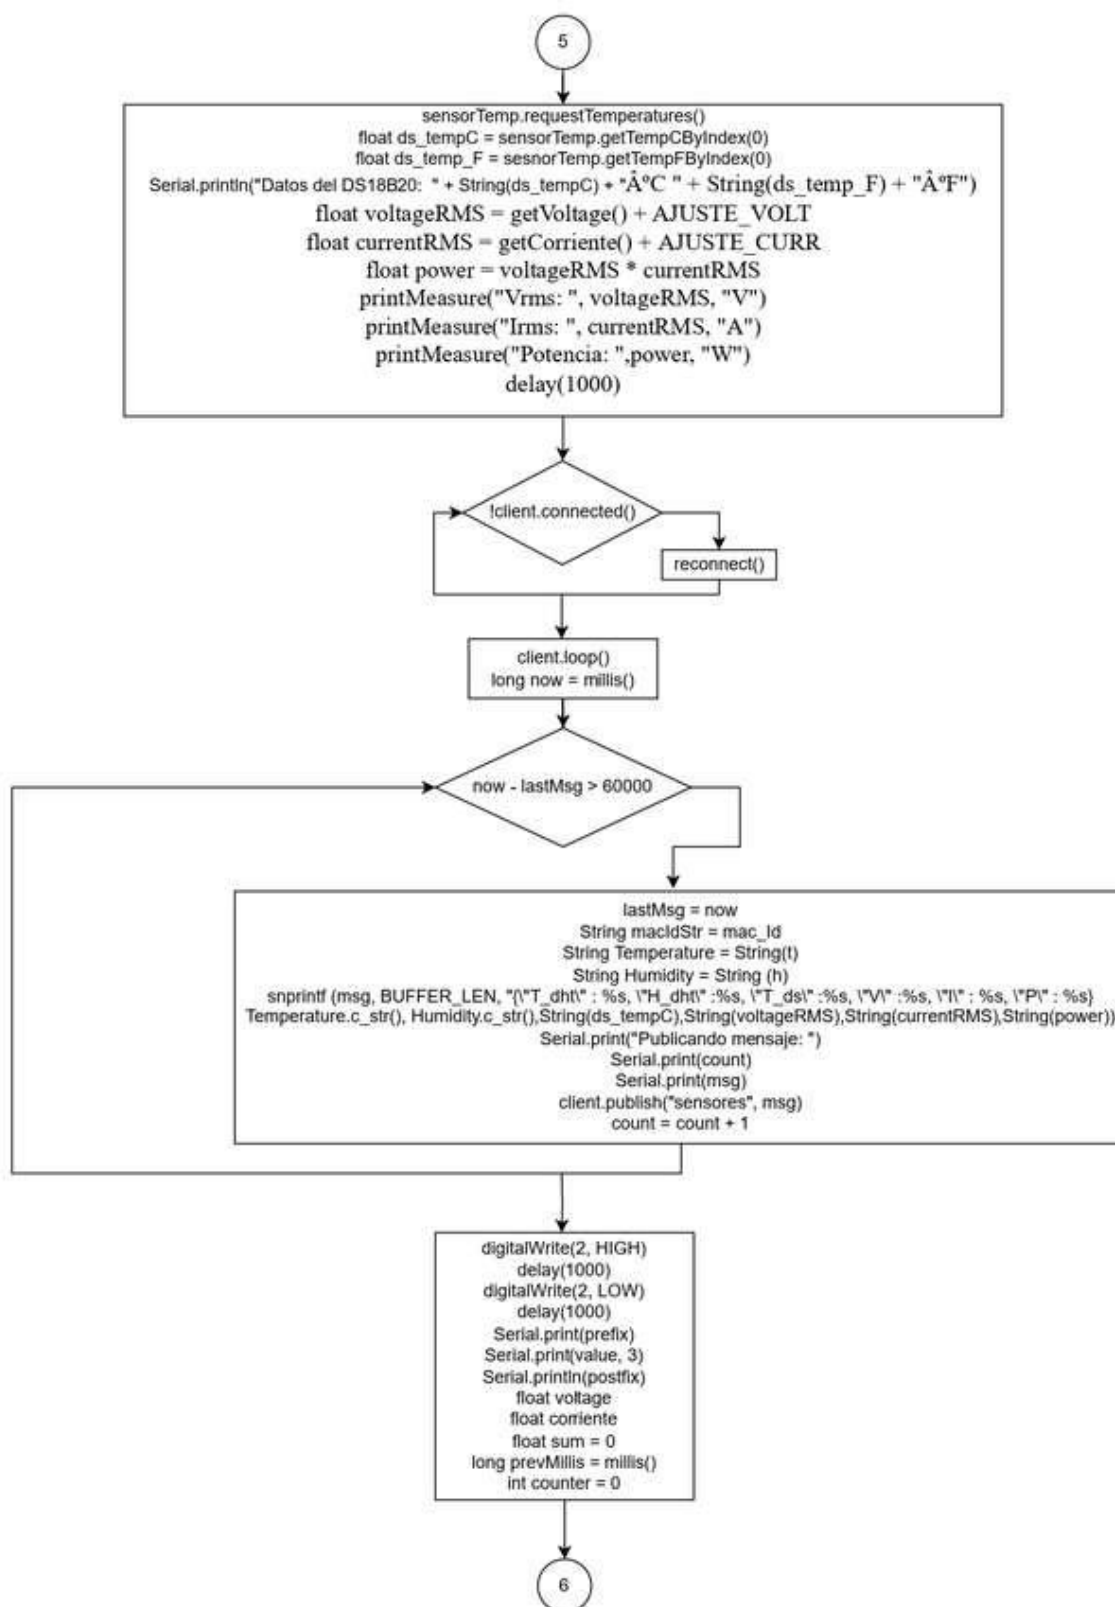 5
sensorTemp.requestTemperatures()
float ds_tempC = sensorTemp.getTempCByIndex(0)
float ds_temp_F = sesnorTemp.getTempFByIndex(0)
Serial.println("Datos del DS18B20:  " + String(ds_tempC) + "ÂºC " + String(ds_temp_F) + "ÂºF")
float voltageRMS = getVoltage() + AJUSTE_VOLT
float currentRMS = getCorriente() + AJUSTE_CURR
float power = voltageRMS * currentRMS
printMeasure("Vrms: ", voltageRMS, "V")
printMeasure("Irms: ", currentRMS, "A")
printMeasure("Potencia: ",power, "W")
delay(1000)
!client.connected()
reconnect()
client.loop()
long now = millis()
now - lastMsg > 60000
lastMsg = now
String macIdStr = mac_Id
String Temperature = String(t)
String Humidity = String (h)
snprintf (msg, BUFFER_LEN, "{\"T_dht\" : %s, \"H_dht\" :%s, \"T_ds\" :%s, \"V\" :%s, \"I\" : %s, \"P\" : %s}
Temperature.c_str(), Humidity.c_str(),String(ds_tempC),String(voltageRMS),String(currentRMS),String(power))
Serial.print("Publicando mensaje: ")
Serial.print(count)
Serial.print(msg)
client.publish("sensores", msg)
count = count + 1
digitalWrite(2, HIGH)
delay(1000)
digitalWrite(2, LOW)
delay(1000)
Serial.print(prefix)
Serial.print(value, 3)
Serial.println(postfix)
float voltage
float corriente
float sum = 0
long prevMillis = millis()
int counter = 0
6